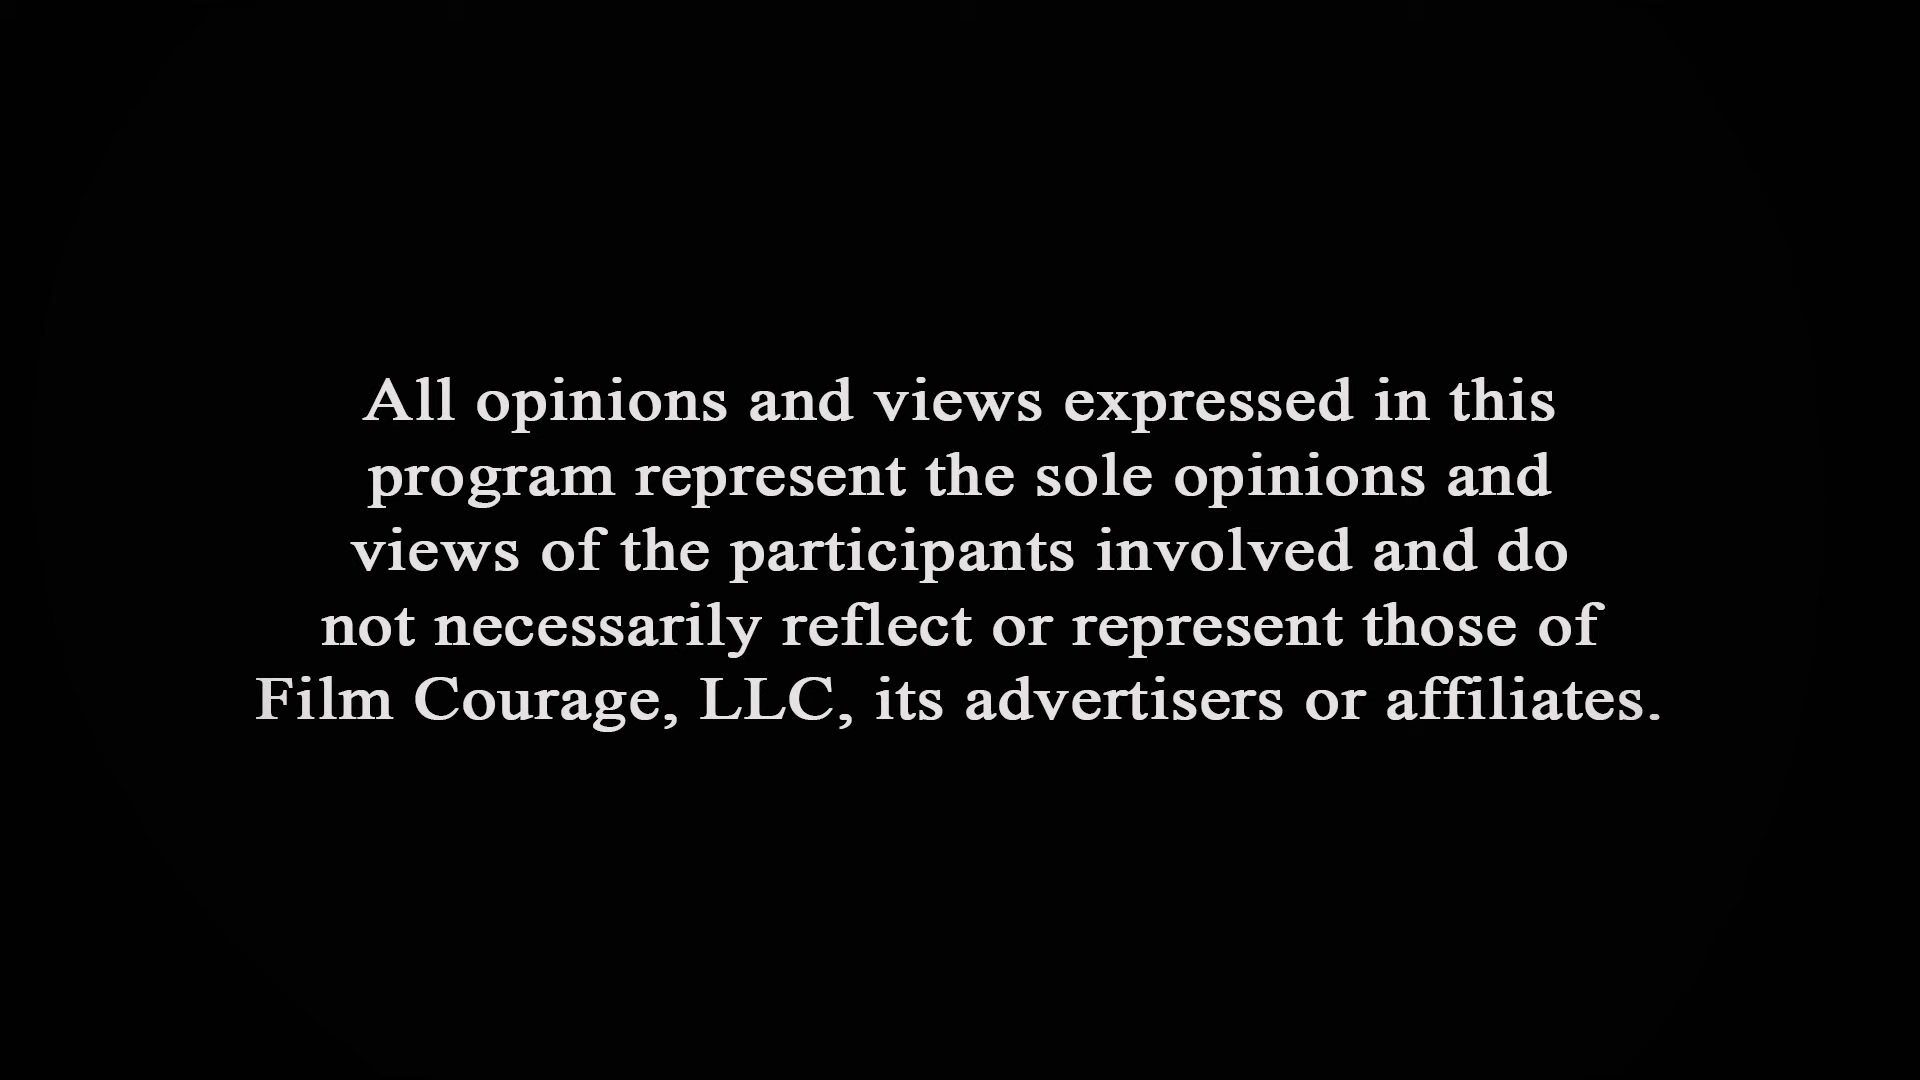 All opinions and views expressed in this
program represent the sole opinions and
views of the participants involved and do
not necessarily reflect or represent those of
Film Courage, LLC, its advertisers or affiliates.